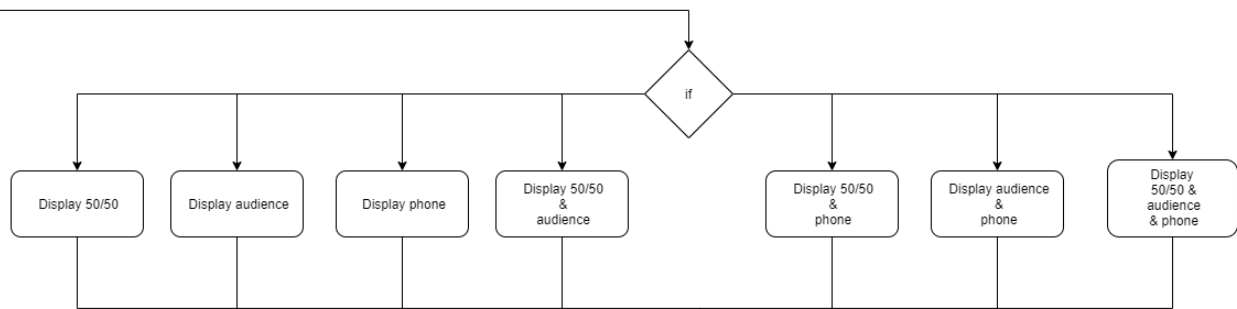 if
Display 50/50
Display audience
Display phone
Display 50/50
&
audience
Display 50/50
&
phone
Display audience
&
phone
Display
50/50 &
audience
& phone